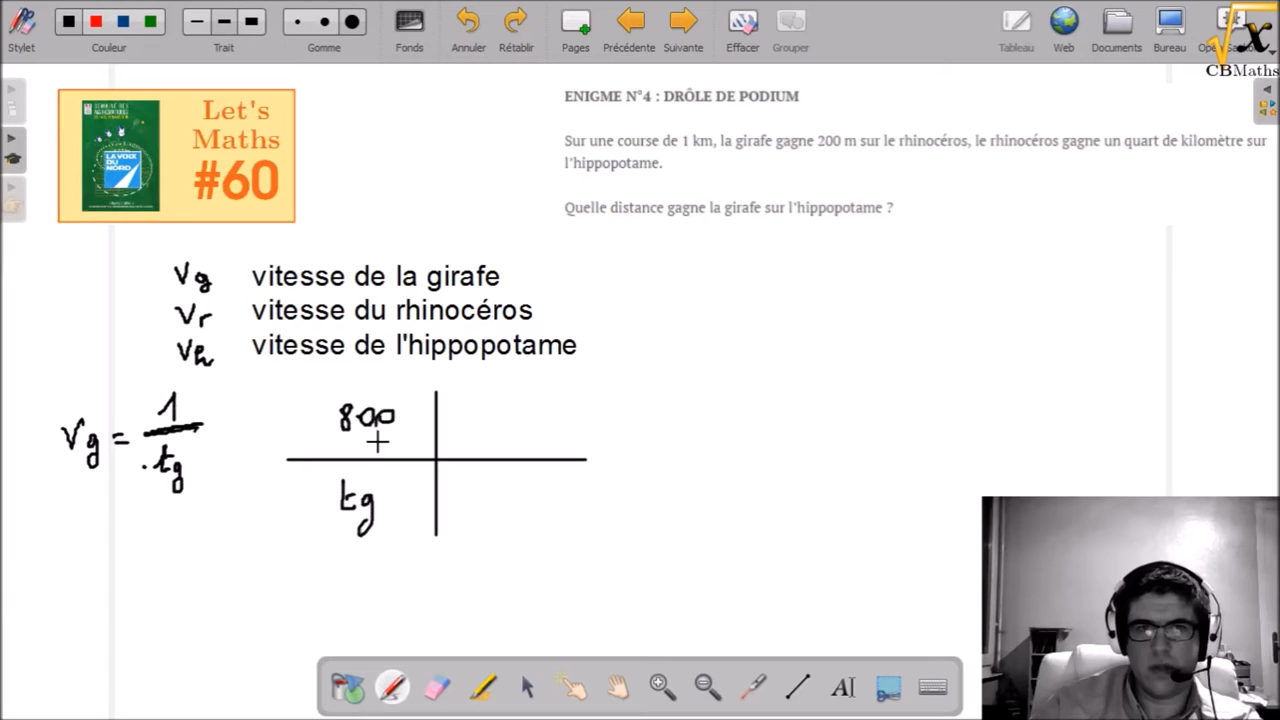 Stylet
Couleur
Trait
Gomme
Fonds
Annuler
Rétablir
Pages
Précédente
Suivante
Effacer
Grouper
Tableau
Web
Documents
Bureau
√x
CBMaths
Let's
Maths
#60
LA VOIX
DU
NORD
ENIGME N°4 : DRÔLE DE PODIUM
Sur une course de 1 km, la girafe gagne 200 m sur le rhinocéros, le rhinocéros gagne un quart de kilomètre sur
l'hippopotame.
Quelle distance gagne la girafe sur l'hippopotame ?
Vg vitesse de la girafe
Vr vitesse du rhinocéros
Vh vitesse de l'hippopotame
Vg = 1
tg
800
tg
AI